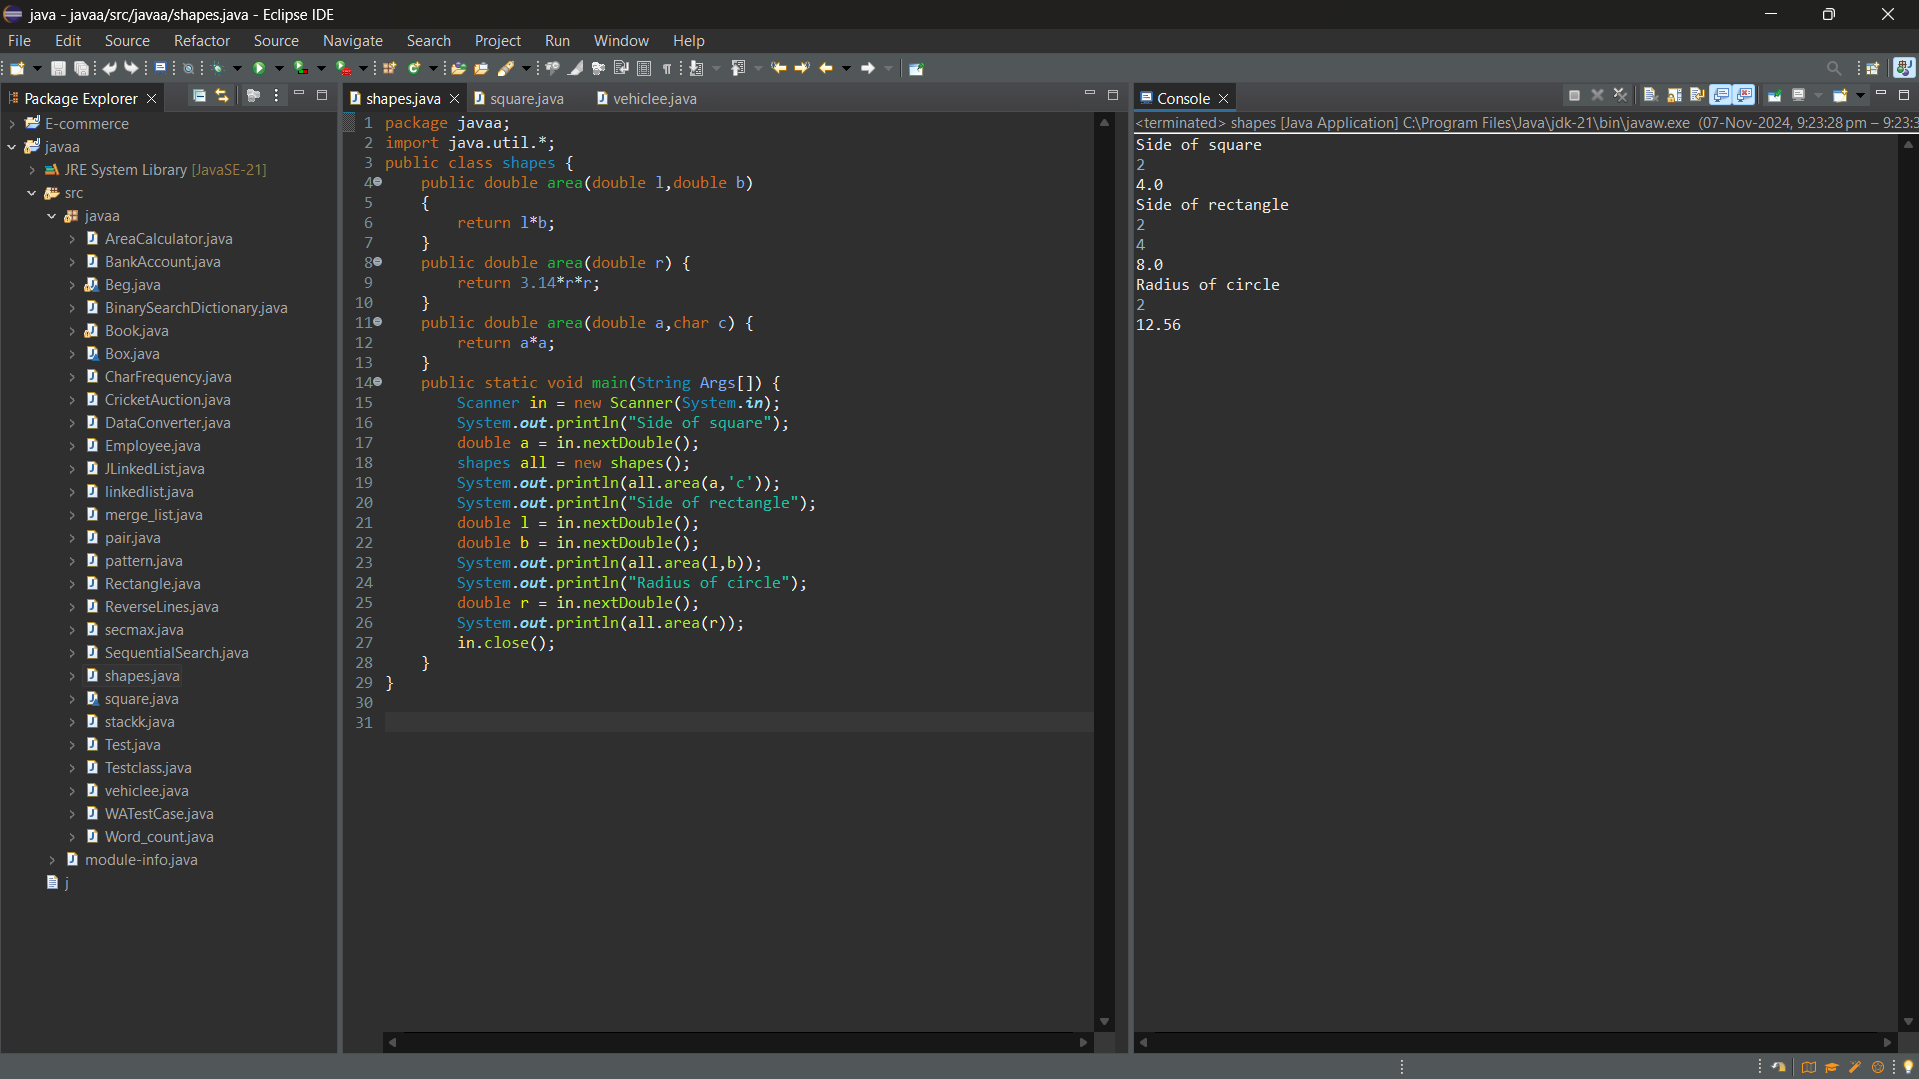 java - javaa/src/javaa/shapes.java - Eclipse IDE
File Edit Source Refactor Source Navigate Search Project Run Window Help
Package Explorer
E-commerce
javaa
JRE System Library [JavaSE-21]
src
javaa
AreaCalculator.java
BankAccount.java
Beg.java
BinarySearchDictionary.java
Book.java
Box.java
CharFrequency.java
CricketAuction.java
DataConverter.java
Employee.java
JLinkedList.java
linkedlist.java
merge_list.java
pair.java
pattern.java
Rectangle.java
ReverseLines.java
secmax.java
SequentialSearch.java
shapes.java
square.java
stackk.java
Test.java
Testclass.java
vehiclee.java
WATestCase.java
Word_count.java
module-info.java
j
shapes.java square.java vehiclee.java
1 package javaa;
2 import java.util.*;
3 public class shapes {
4 public double area(double l,double b)
5 {
6 return l*b;
7 }
8 public double area(double r) {
9 return 3.14*r*r;
10 }
11 public double area(double a,char c) {
12 return a*a;
13 }
14 public static void main(String Args[]) {
15 Scanner in = new Scanner(System.in);
16 System.out.println("Side of square");
17 double a = in.nextDouble();
18 shapes all = new shapes();
19 System.out.println(all.area(a,'c'));
20 System.out.println("Side of rectangle");
21 double l = in.nextDouble();
22 double b = in.nextDouble();
23 System.out.println(all.area(l,b));
24 System.out.println("Radius of circle");
25 double r = in.nextDouble();
26 System.out.println(all.area(r));
27 in.close();
28 }
29 }
30
31
Console
<terminated> shapes [Java Application] C:\Program Files\Java\jdk-21\bin\javaw.exe (07-Nov-2024, 9:23:28 pm – 9:23:3
Side of square
2
4.0
Side of rectangle
2
4
8.0
Radius of circle
2
12.56